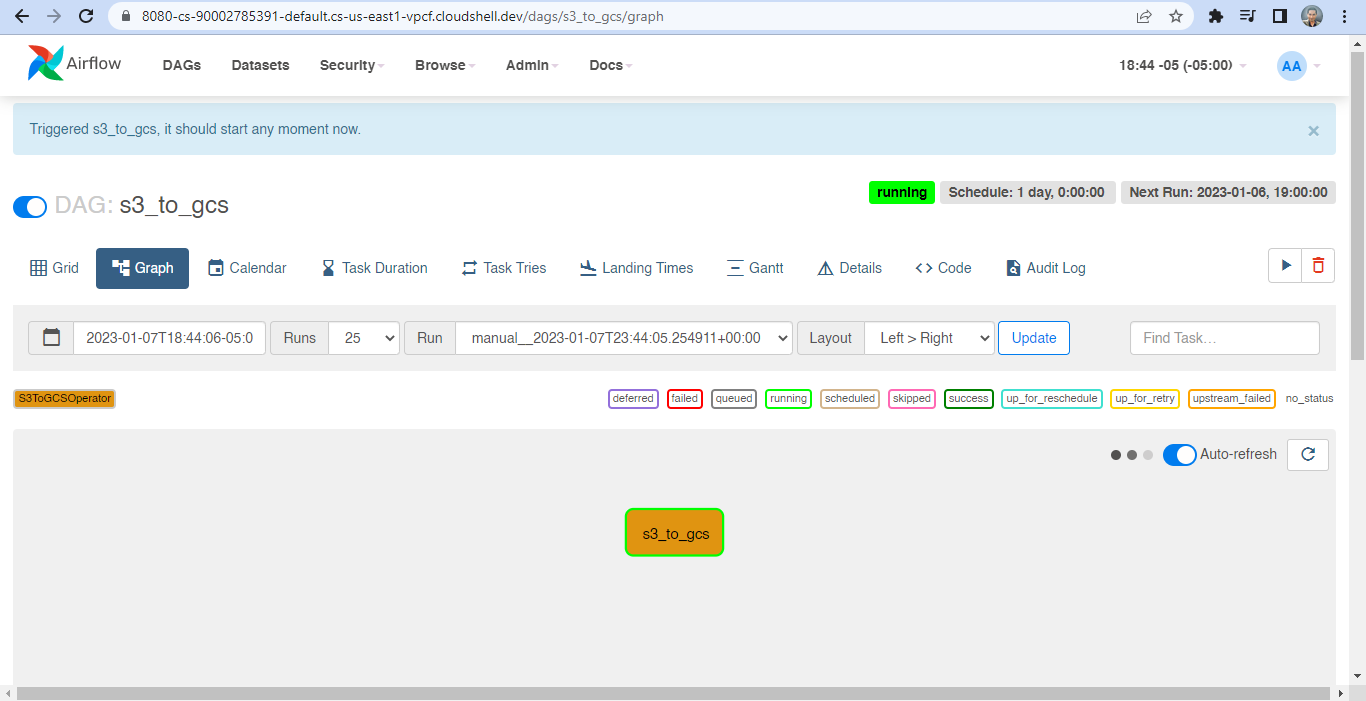 8080-cs-90002785391-default.cs-us-east1-vpcf.cloudshell.dev/dags/s3_to_gcs/graph
Airflow DAGs Datasets Security Browse Admin Docs 18:44 -05 (-05:00) AA
Triggered s3_to_gcs, it should start any moment now. ×
running Schedule: 1 day, 0:00:00 Next Run: 2023-01-06, 19:00:00
DAG: s3_to_gcs
Grid Graph Calendar Task Duration Task Tries Landing Times Gantt Details Code Audit Log
2023-01-07T18:44:06-05:0 Runs 25 Run manual__2023-01-07T23:44:05.254911+00:00 Layout Left > Right Update Find Task...
S3ToGCSOperator deferred failed queued running scheduled skipped success up_for_reschedule up_for_retry upstream_failed no_status
Auto-refresh
s3_to_gcs